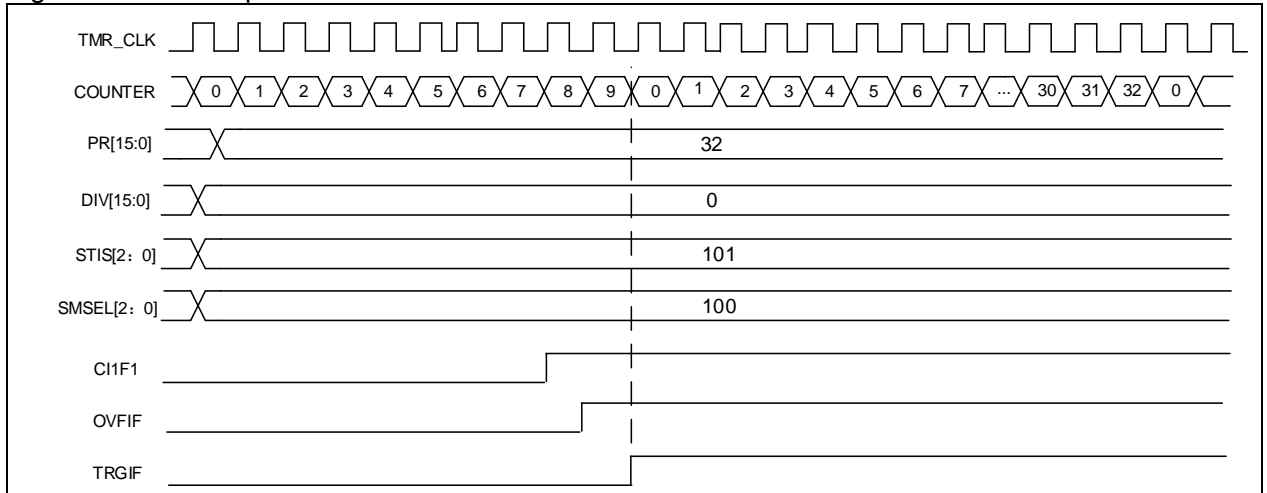 TMR_CLK
COUNTER 0 1 2 3 4 5 6 7 8 9 0 1 2 3 4 5 6 7 ... 30 31 32 0
PR[15:0] 32
DIV[15:0] 0
STIS[2：0] 101
SMSEL[2：0] 100
CI1F1
OVFIF
TRGIF